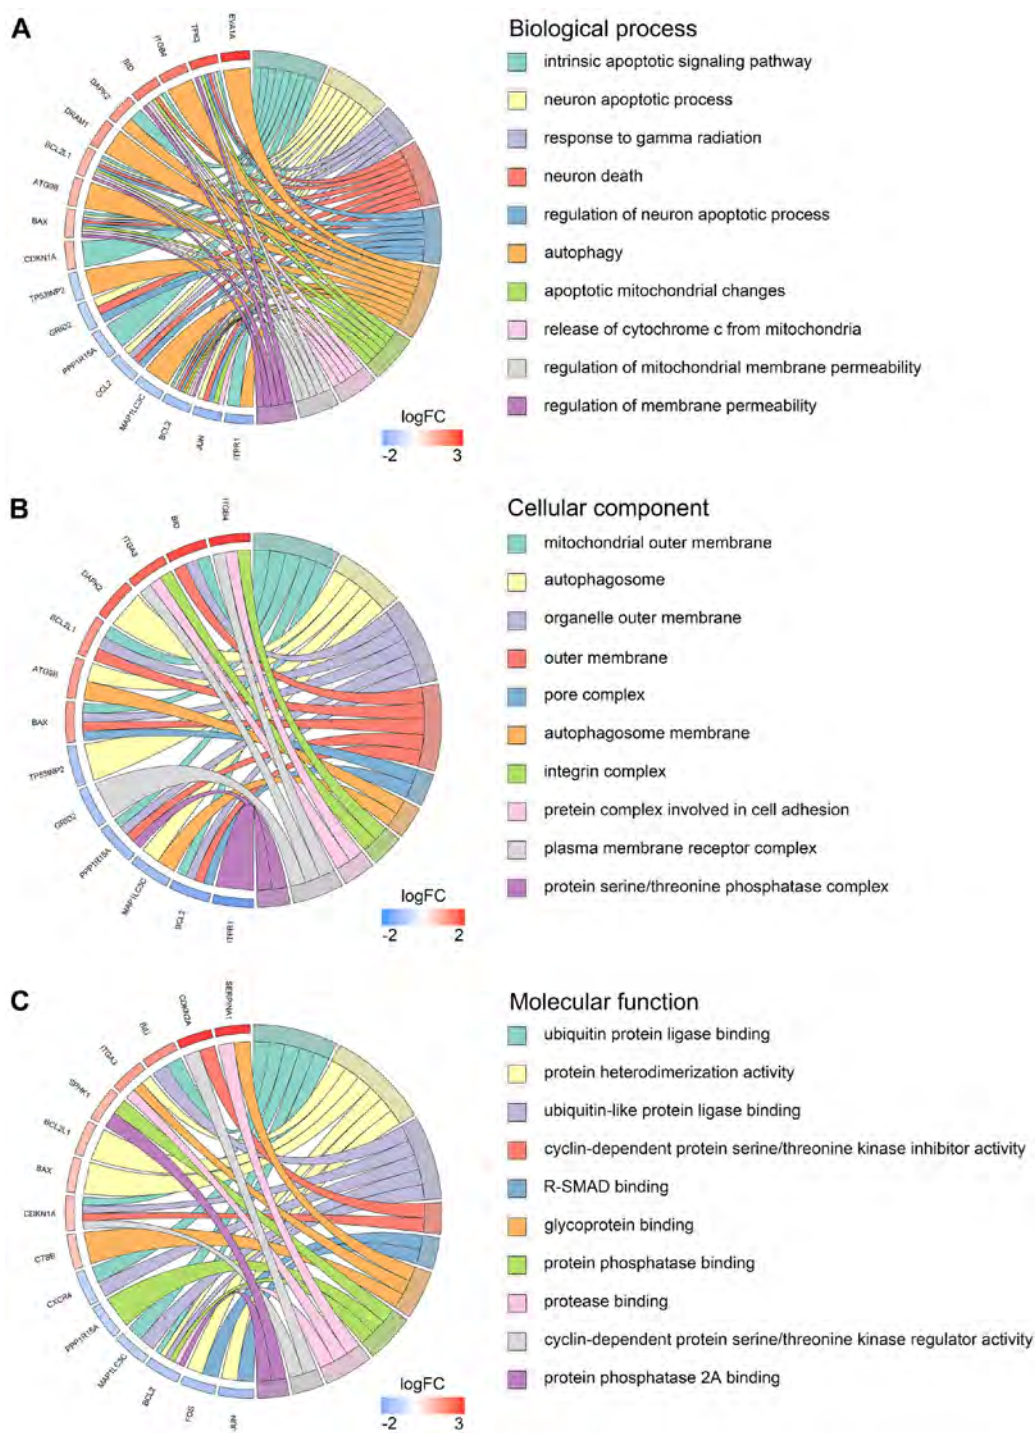 A
Biological process
EVA1A
TP63
ITGB4
BID
DAPK2
DRAM1
BCL2L1
ATG9B
BAX
CDKN1A
TP53INP2
GRID2
PPP1R15A
CCL2
MAP1LC3C
BCL2
JUN
ITPR1
intrinsic apoptotic signaling pathway
neuron apoptotic process
response to gamma radiation
neuron death
regulation of neuron apoptotic process
autophagy
apoptotic mitochondrial changes
release of cytochrome c from mitochondria
regulation of mitochondrial membrane permeability
regulation of membrane permeability
logFC
-2 3
B
Cellular component
ITGB4
BID
ITGA3
DAPK2
BCL2L1
ATG9B
BAX
TP53INP2
GRID2
PPP1R15A
MAP1LC3C
BCL2
ITPR1
mitochondrial outer membrane
autophagosome
organelle outer membrane
outer membrane
pore complex
autophagosome membrane
integrin complex
pretein complex involved in cell adhesion
plasma membrane receptor complex
protein serine/threonine phosphatase complex
logFC
-2 2
C
Molecular function
SERPINA1
CDKN2A
BID
ITGA3
SPHK1
BCL2L1
BAX
CDKN1A
CTSB
CXCR4
PPP1R15A
MAP1LC3C
BCL2
FOS
JUN
ubiquitin protein ligase binding
protein heterodimerization activity
ubiquitin-like protein ligase binding
cyclin-dependent protein serine/threonine kinase inhibitor activity
R-SMAD binding
glycoprotein binding
protein phosphatase binding
protease binding
cyclin-dependent protein serine/threonine kinase regulator activity
protein phosphatase 2A binding
logFC
-2 3